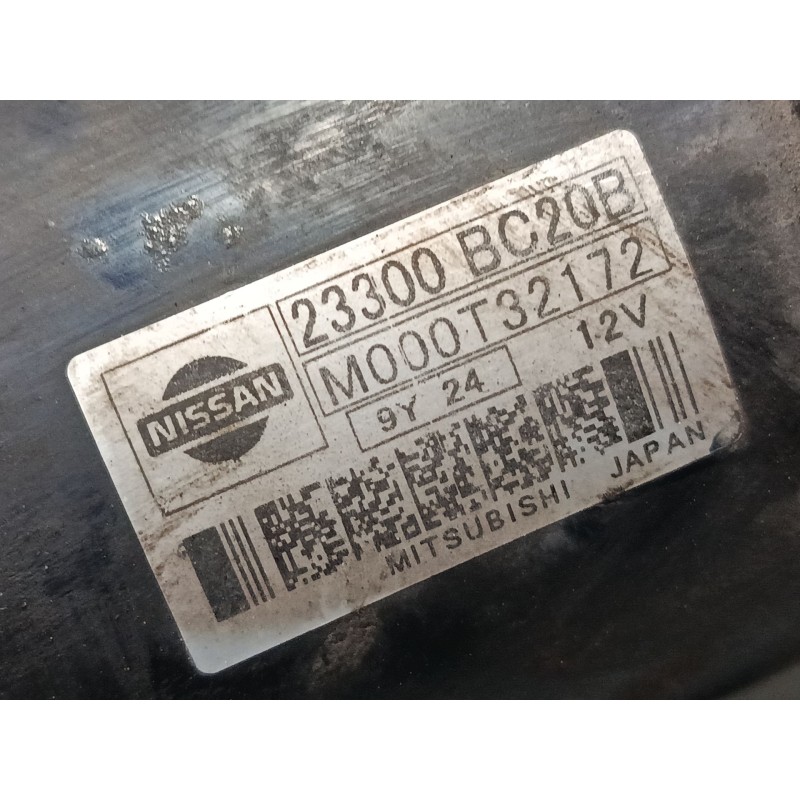 23300 BC20B
M000T32172
NISSAN
9Y 24
12V
MITSUBISHI JAPAN